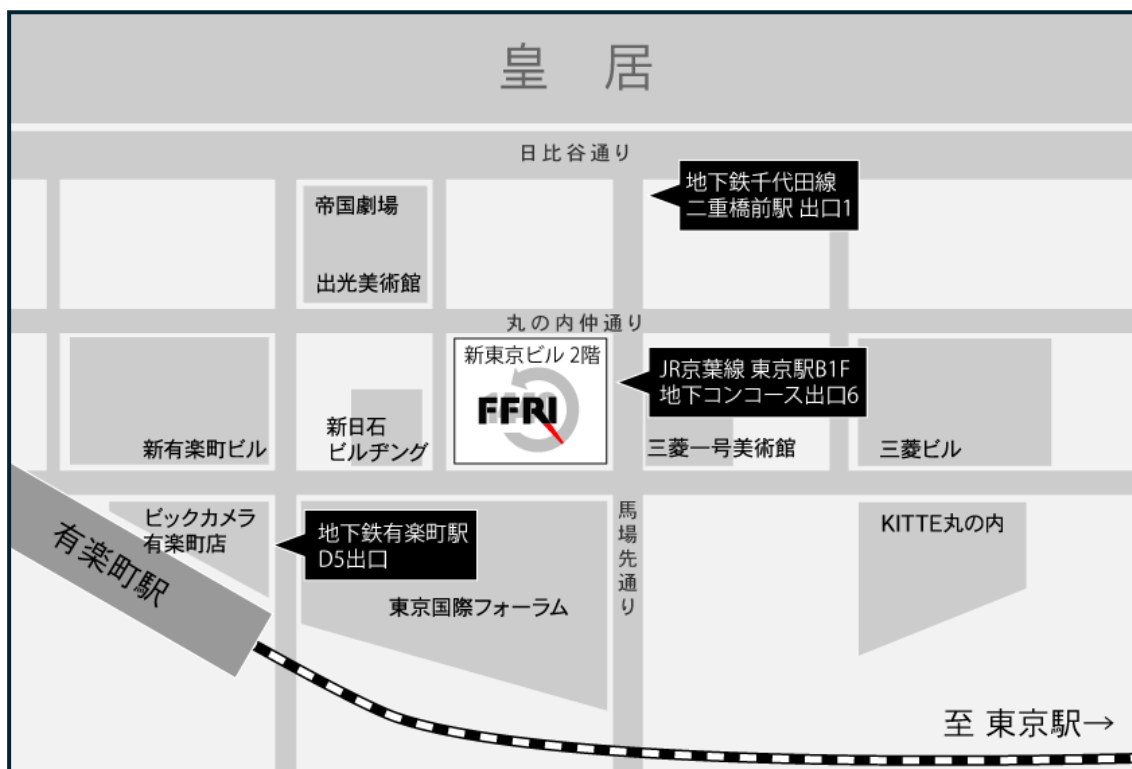 皇居
日比谷通り
地下鉄千代田線
二重橋前駅 出口1
帝国劇場
出光美術館
丸の内仲通り
新東京ビル 2階
FFRI
JR京葉線 東京駅B1F
地下コンコース出口6
新有楽町ビル
新日石
ビルヂング
三菱一号美術館
三菱ビル
ビックカメラ
有楽町店
有楽町駅
地下鉄有楽町駅
D5出口
東京国際フォーラム
馬場先通り
KITTE丸の内
至 東京駅→